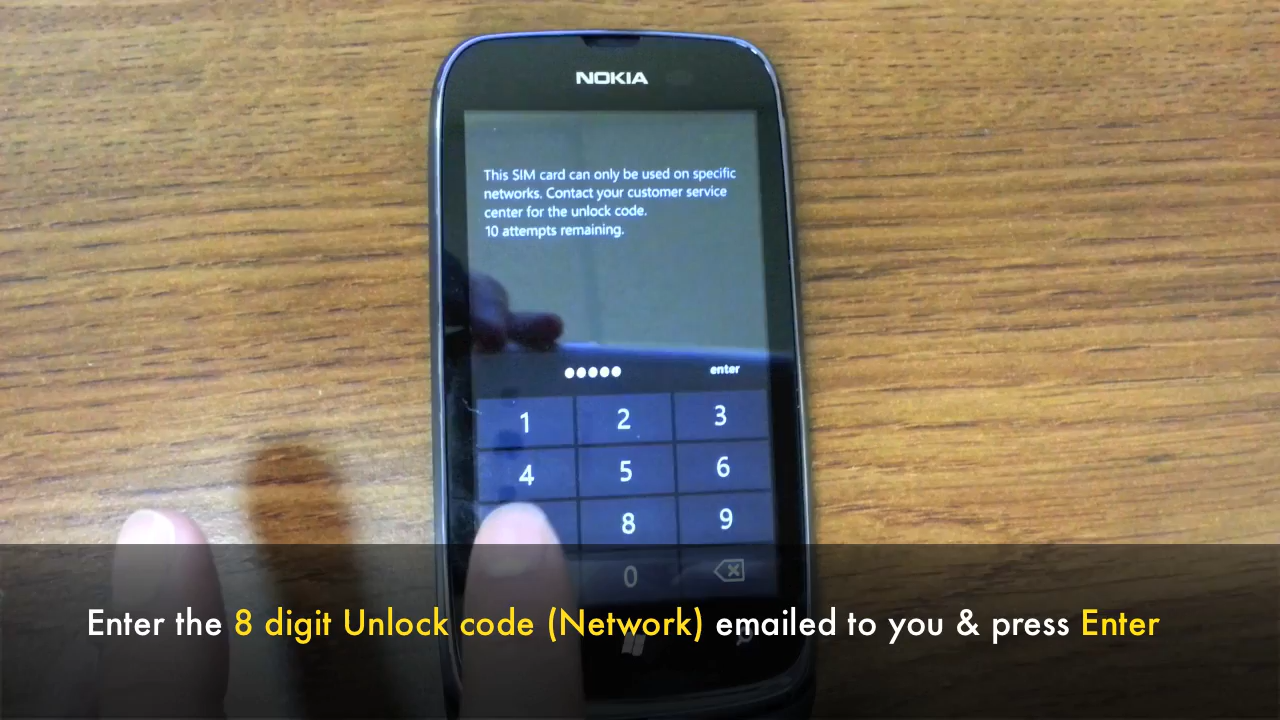 NOKIA
This SIM card can only be used on specific
networks. Contact your customer service
center for the unlock code.
10 attempts remaining.
●●●●● enter
1 2 3
4 5 6
8 9
0
Enter the 8 digit Unlock code (Network) emailed to you & press Enter